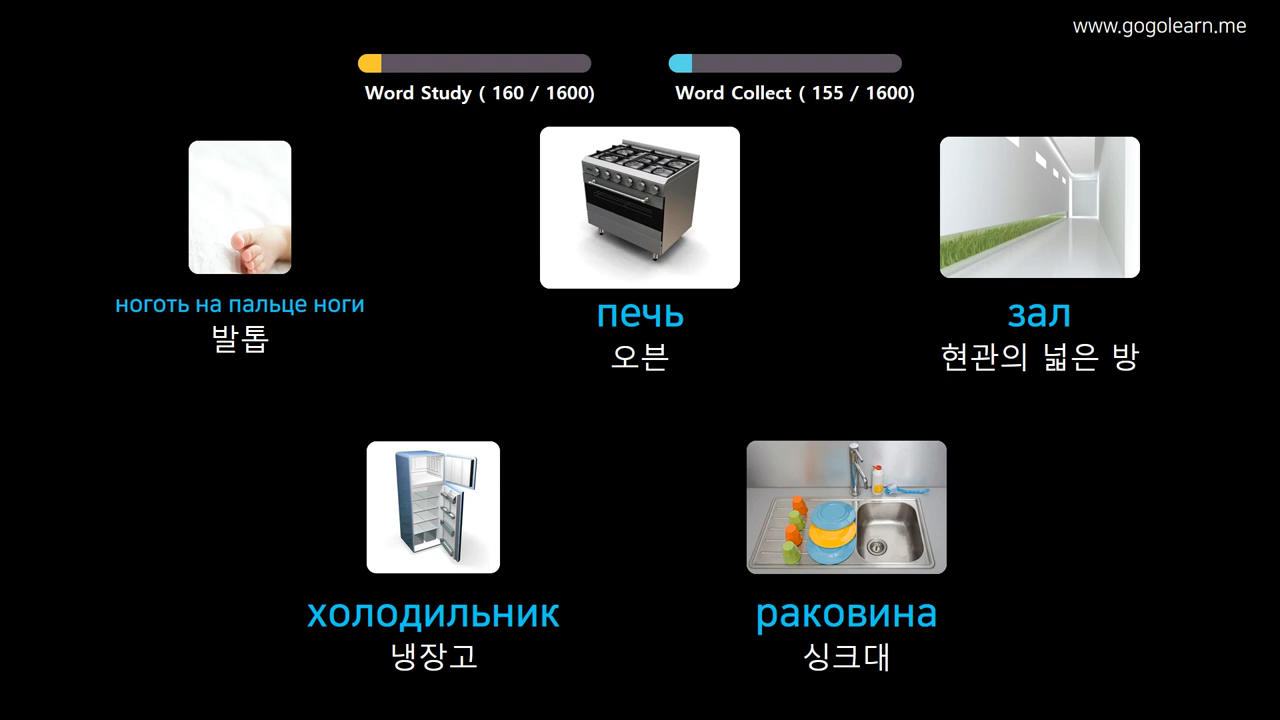 www.gogolearn.me
Word Study ( 160 / 1600)
Word Collect ( 155 / 1600)
ноготь на пальце ноги
발톱
печь
오븐
зал
현관의 넓은 방
холодильник
냉장고
раковина
싱크대